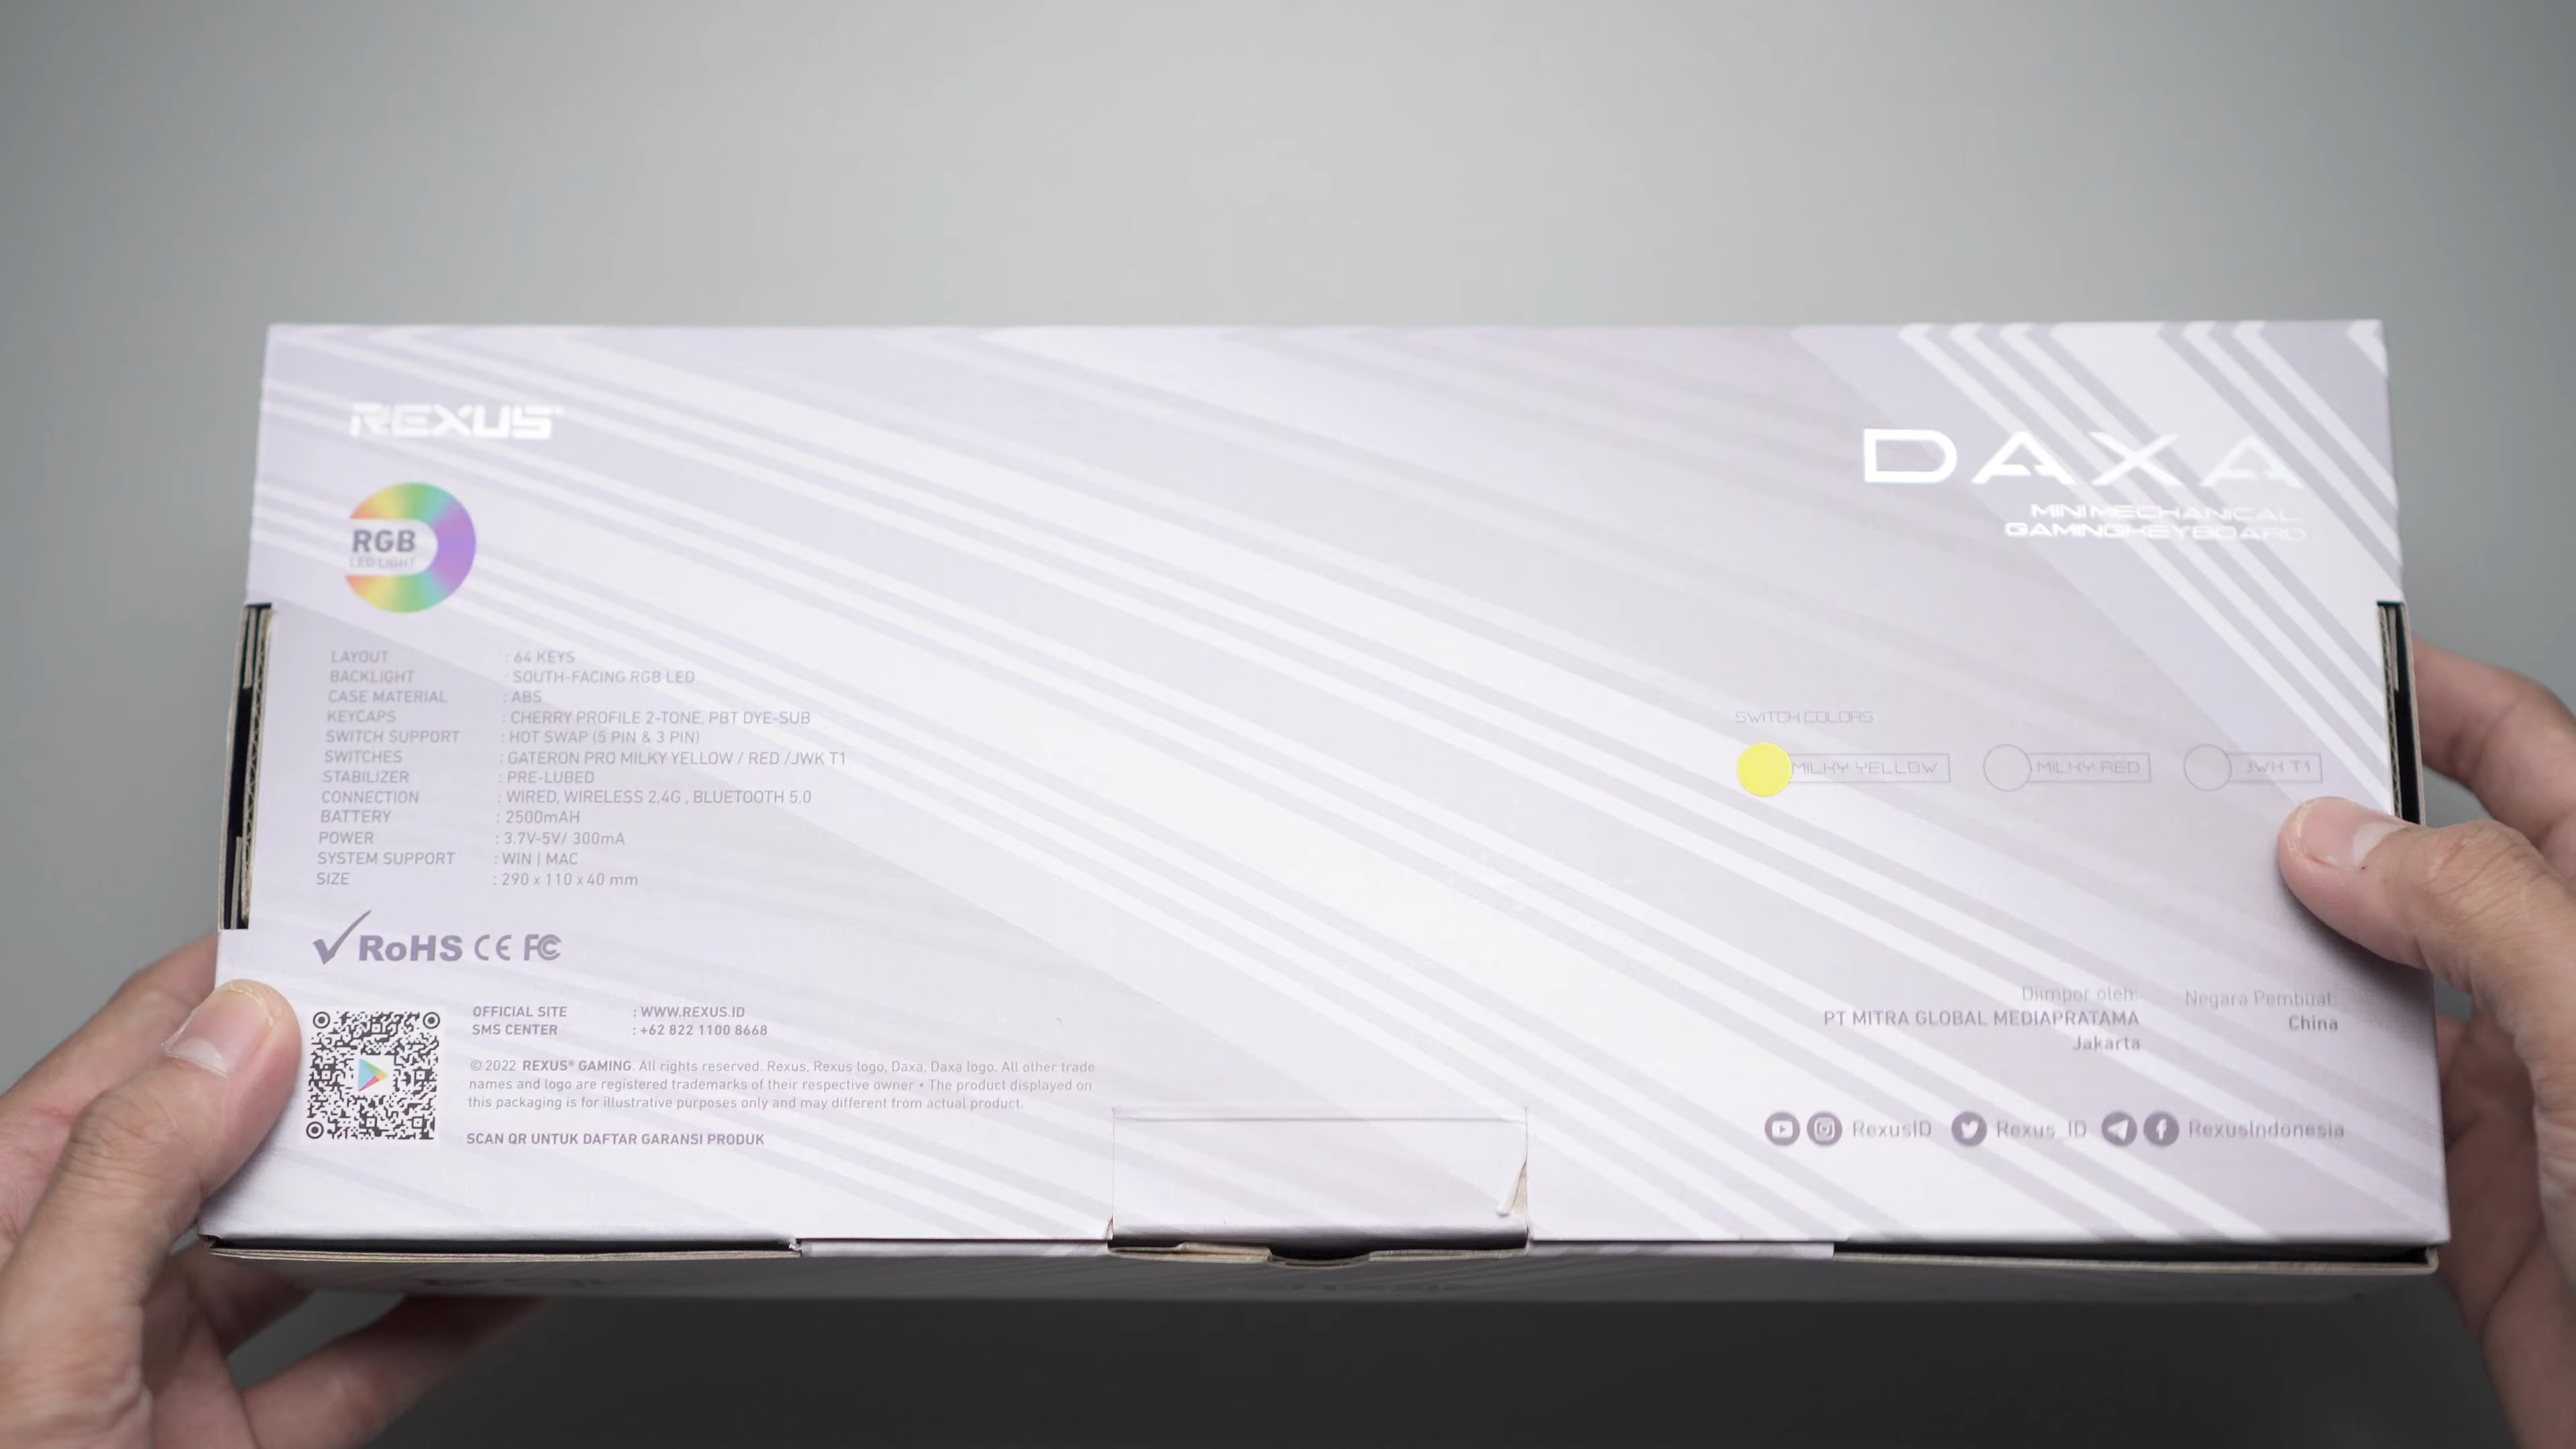 REXUS
DAXA
MINI MECHANICAL
GAMING KEYBOARD
RGB
LED LIGHT
LAYOUT : 64 KEYS
BACKLIGHT : SOUTH-FACING RGB LED
CASE MATERIAL : ABS
KEYCAPS : CHERRY PROFILE 2-TONE, PBT DYE-SUB
SWITCH SUPPORT : HOT SWAP (5 PIN & 3 PIN)
SWITCHES : GATERON PRO MILKY YELLOW / RED /JWK T1
STABILIZER : PRE-LUBED
CONNECTION : WIRED, WIRELESS 2,4G , BLUETOOTH 5.0
BATTERY : 2500mAH
POWER : 3.7V-5V/ 300mA
SYSTEM SUPPORT : WIN | MAC
SIZE : 290 x 110 x 40 mm
SWITCH COLORS
MILKY YELLOW MILKY RED JWK T1
RoHS CE FC
OFFICIAL SITE : WWW.REXUS.ID
SMS CENTER : +62 822 1100 8668
© 2022 REXUS® GAMING. All rights reserved. Rexus, Rexus logo, Daxa, Daxa logo. All other trade
names and logo are registered trademarks of their respective owner • The product displayed on
this packaging is for illustrative purposes only and may different from actual product.
SCAN QR UNTUK DAFTAR GARANSI PRODUK
Diimpor oleh:
PT MITRA GLOBAL MEDIAPRATAMA
Jakarta
Negara Pembuat
China
RexusID Rexus_ID RexusIndonesia